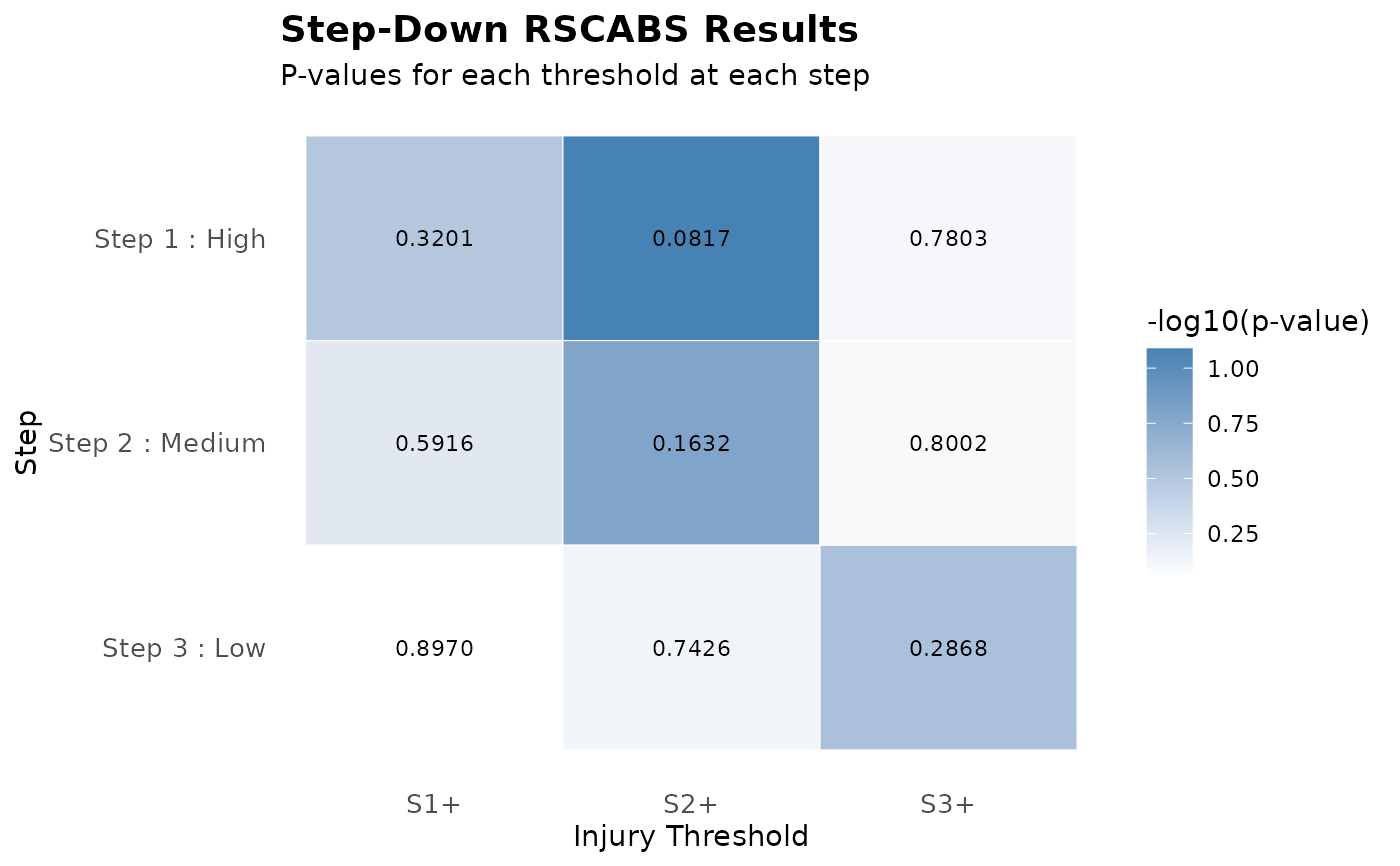 Step-Down RSCABS Results
P-values for each threshold at each step
Step 1 : High
0.3201
0.0817
0.7803
Step 2 : Medium
0.5916
0.1632
0.8002
Step 3 : Low
0.8970
0.7426
0.2868
S1+
S2+
S3+
Injury Threshold
Step
-log10(p-value)
1.00
0.75
0.50
0.25